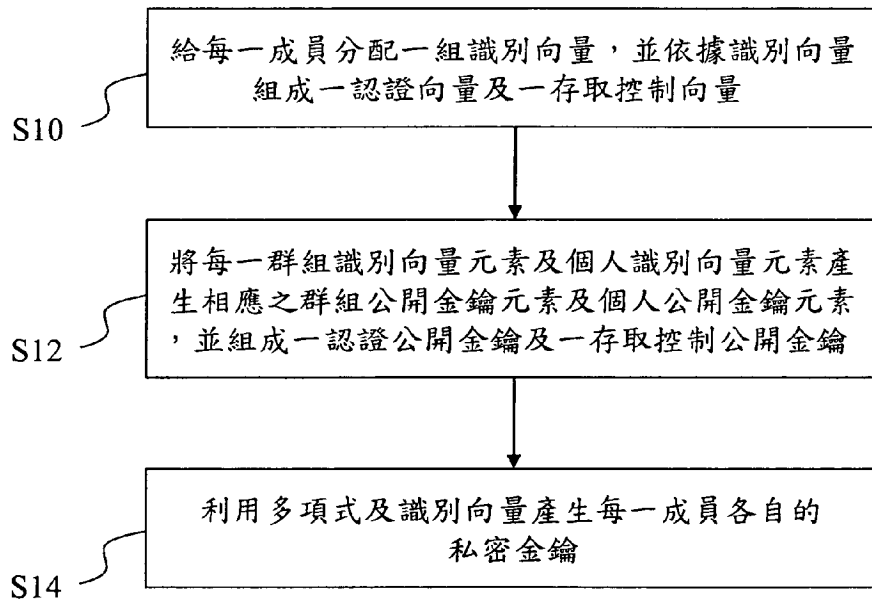 給每一成員分配一組識別向量，並依據識別向量
組成一認證向量及一存取控制向量
S10
將每一群組識別向量元素及個人識別向量元素產
生相應之群組公開金鑰元素及個人公開金鑰元素
，並組成一認證公開金鑰及一存取控制公開金鑰
S12
利用多項式及識別向量產生每一成員各自的
私密金鑰
S14